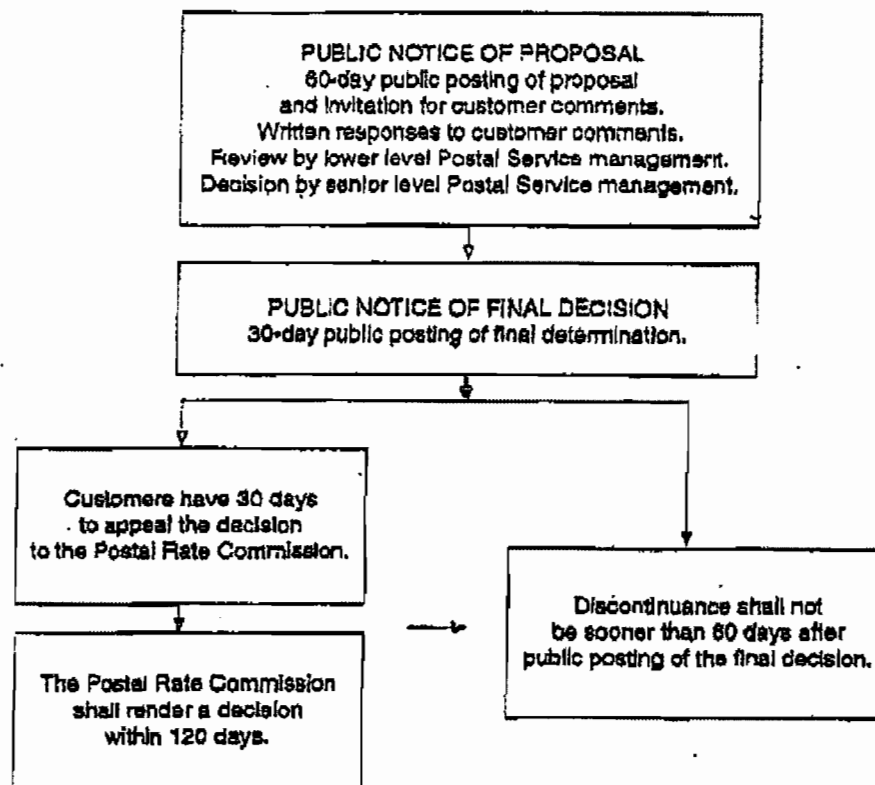 PUBLIC NOTICE OF PROPOSAL
60-day public posting of proposal
and invitation for customer comments.
Written responses to customer comments.
Review by lower level Postal Service management.
Decision by senior level Postal Service management.
PUBLIC NOTICE OF FINAL DECISION
30-day public posting of final determination.
Customers have 30 days
to appeal the decision
to the Postal Rate Commission.
The Postal Rate Commission
shall render a decision
within 120 days.
Discontinuance shall not
be sooner than 60 days after
public posting of the final decision.